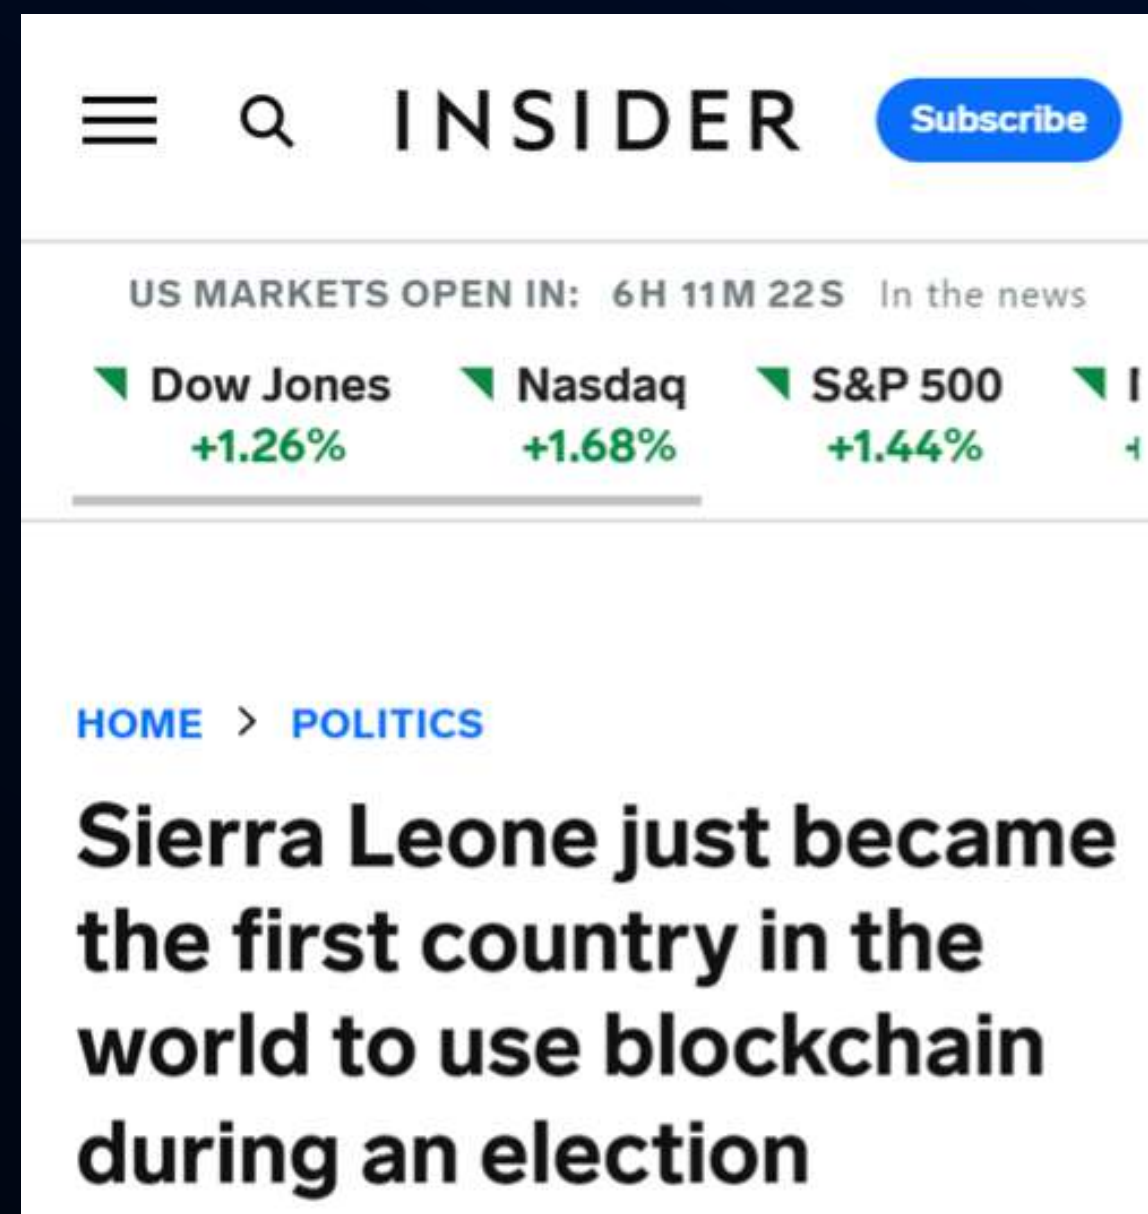 INSIDER Subscribe
US MARKETS OPEN IN: 6H 11M 22S In the news
Dow Jones Nasdaq S&P 500
+1.26% +1.68% +1.44%
HOME > POLITICS
Sierra Leone just became
the first country in the
world to use blockchain
during an election